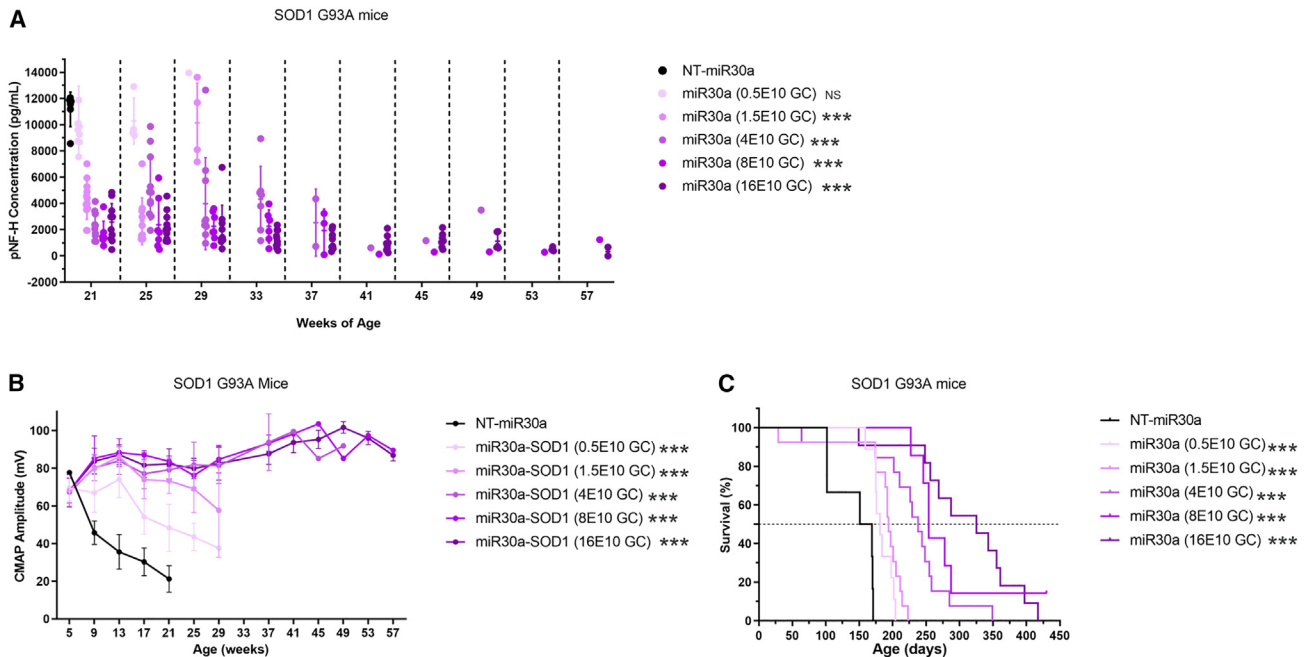 A
SOD1 G93A mice
pNF-H Concentration (pg/mL)
14000
12000
10000
8000
6000
4000
2000
0
-2000
21 25 29 33 37 41 45 49 53 57
Weeks of Age
NT-miR30a
miR30a (0.5E10 GC) NS
miR30a (1.5E10 GC) ***
miR30a (4E10 GC) ***
miR30a (8E10 GC) ***
miR30a (16E10 GC) ***
B
SOD1 G93A Mice
CMAP Amplitude (mV)
100
80
60
40
20
0
5 9 13 17 21 25 29 33 37 41 45 49 53 57
Age (weeks)
NT-miR30a
miR30a-SOD1 (0.5E10 GC) ***
miR30a-SOD1 (1.5E10 GC) ***
miR30a-SOD1 (4E10 GC) ***
miR30a-SOD1 (8E10 GC) ***
miR30a-SOD1 (16E10 GC) ***
C
SOD1 G93A mice
Survival (%)
100
80
60
40
20
0
0 50 100 150 200 250 300 350 400 450
Age (days)
NT-miR30a
miR30a (0.5E10 GC) ***
miR30a (1.5E10 GC) ***
miR30a (4E10 GC) ***
miR30a (8E10 GC) ***
miR30a (16E10 GC) ***